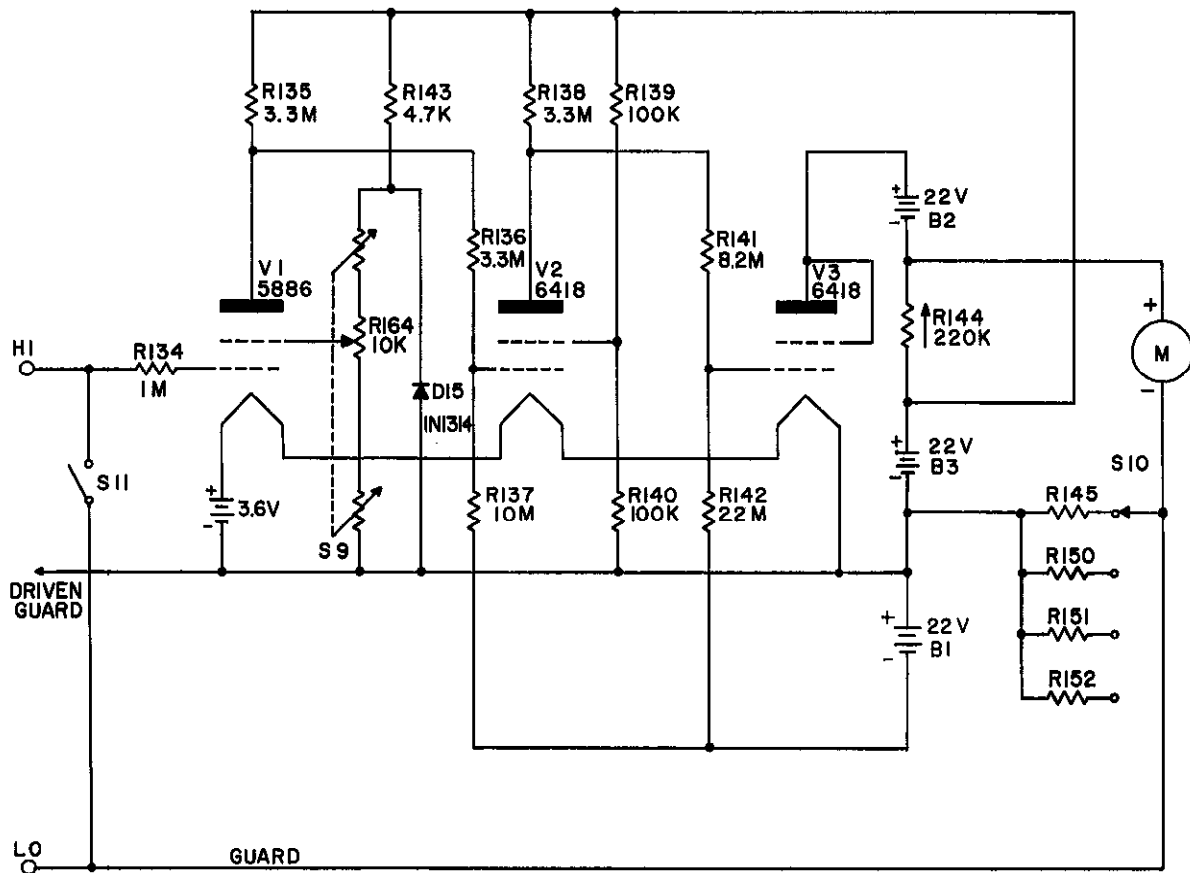 R135
3.3M
R143
4.7K
R138
3.3M
R139
100K
+
22V
-
B2
V1
5886
R136
3.3M
V2
6418
R141
8.2M
V3
6418
R144
220K
+
M
-
R164
10K
HI
R134
1M
D15
IN1314
+
22V
-
B3
S10
S11
+
3.6V
-
R137
10M
R140
100K
R142
22M
R145
S9
R150
DRIVEN
GUARD
+
22V
-
B1
R151
R152
LO
GUARD